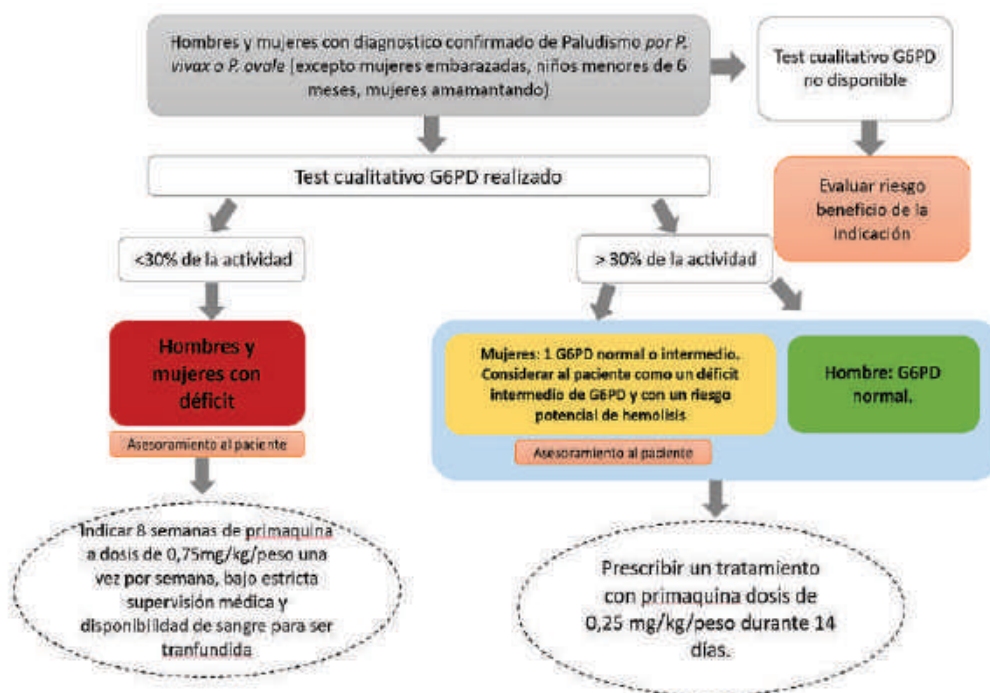 Hombres y mujeres con diagnostico confirmado de Paludismo por P.
vivax o P. ovale (excepto mujeres embarazadas, niños menores de 6
meses, mujeres amamantando)
Test cualitativo G6PD
no disponible
Test cualitativo G6PD realizado
Evaluar riesgo
beneficio de la
indicación
<30% de la actividad
> 30% de la actividad
Hombres y
mujeres con
déficit
Asesoramiento al paciente
Mujeres: 1 G6PD normal o intermedio.
Considerar al paciente como un déficit
intermedio de G6PD y con un riesgo
potencial de hemolisis
Asesoramiento al paciente
Hombre: G6PD
normal.
Indicar 8 semanas de primaquina
a dosis de 0,75mg/kg/peso una
vez por semana, bajo estricta
supervisión médica y
disponibilidad de sangre para ser
tranfundida
Prescribir un tratamiento
con primaquina dosis de
0,25 mg/kg/peso durante 14
días.